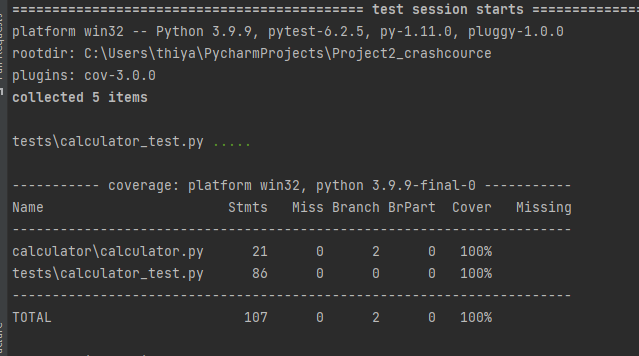 =========================================== test session starts =============
platform win32 -- Python 3.9.9, pytest-6.2.5, py-1.11.0, pluggy-1.0.0
rootdir: C:\Users\thiya\PycharmProjects\Project2_crashcource
plugins: cov-3.0.0
collected 5 items
tests\calculator_test.py .....
----------- coverage: platform win32, python 3.9.9-final-0 -----------
Name                       Stmts   Miss Branch BrPart  Cover   Missing
----------------------------------------------------------------------
calculator\calculator.py      21      0      2      0   100%
tests\calculator_test.py      86      0      0      0   100%
----------------------------------------------------------------------
TOTAL                        107      0      2      0   100%